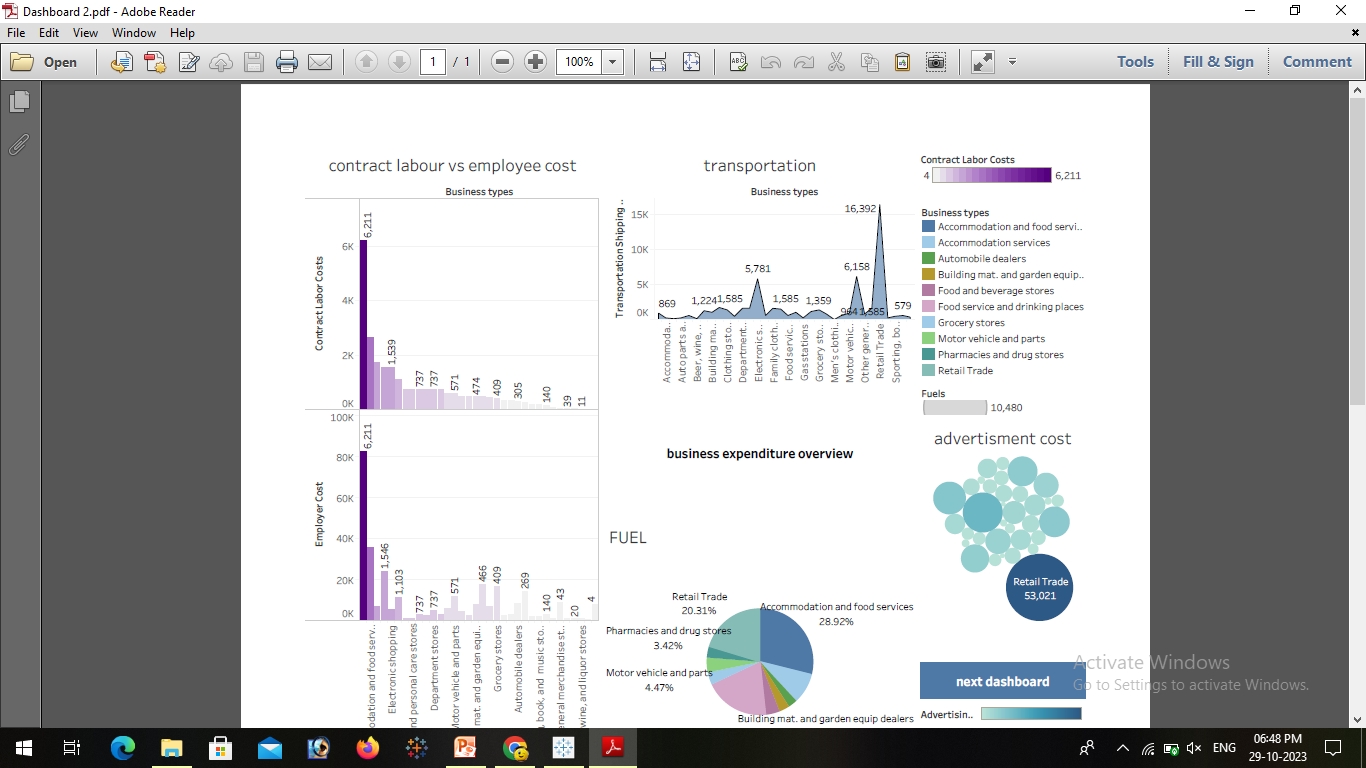 Dashboard 2.pdf - Adobe Reader
File Edit View Window Help
Open 1 / 1 100% Tools Fill & Sign Comment
contract labour vs employee cost
Business types
Contract Labor Costs
6K
4K
2K
0K
6,211
1,539
737
737
571
474
409
305
140
39
11
Employer Cost
100K
80K
60K
40K
20K
0K
6,211
1,546
1,103
737
737
571
466
409
269
140
43
20
4
odation and food serv..
Electronic shopping
nd personal care stores
Department stores
Motor vehicle and parts
mat. and garden equi..
Grocery stores
Automobile dealers
, book, and music sto..
eneral merchandise st..
wine, and liquor stores
transportation
Business types
Transportation Shipping ..
15K
10K
5K
0K
869
1,224
1,585
5,781
1,585
1,359
6,158
964
1,585
16,392
579
Accommoda..
Auto parts a..
Beer, wine, ..
Building ma..
Clothing sto..
Department..
Electronics ..
Family cloth..
Food servic..
Gas stations
Grocery sto..
Men's clothi..
Motor vehic..
Other gener..
Retail Trade
Sporting, bo..
business expenditure overview
FUEL
Retail Trade
20.31%
Accommodation and food services
28.92%
Pharmacies and drug stores
3.42%
Motor vehicle and parts
4.47%
Building mat. and garden equip dealers
Contract Labor Costs
4 6,211
Business types
Accommodation and food servi..
Accommodation services
Automobile dealers
Building mat. and garden equip..
Food and beverage stores
Food service and drinking places
Grocery stores
Motor vehicle and parts
Pharmacies and drug stores
Retail Trade
Fuels
10,480
advertisment cost
Retail Trade
53,021
next dashboard
Advertisin..
Activate Windows
Go to Settings to activate Windows.
ENG
06:48 PM
29-10-2023